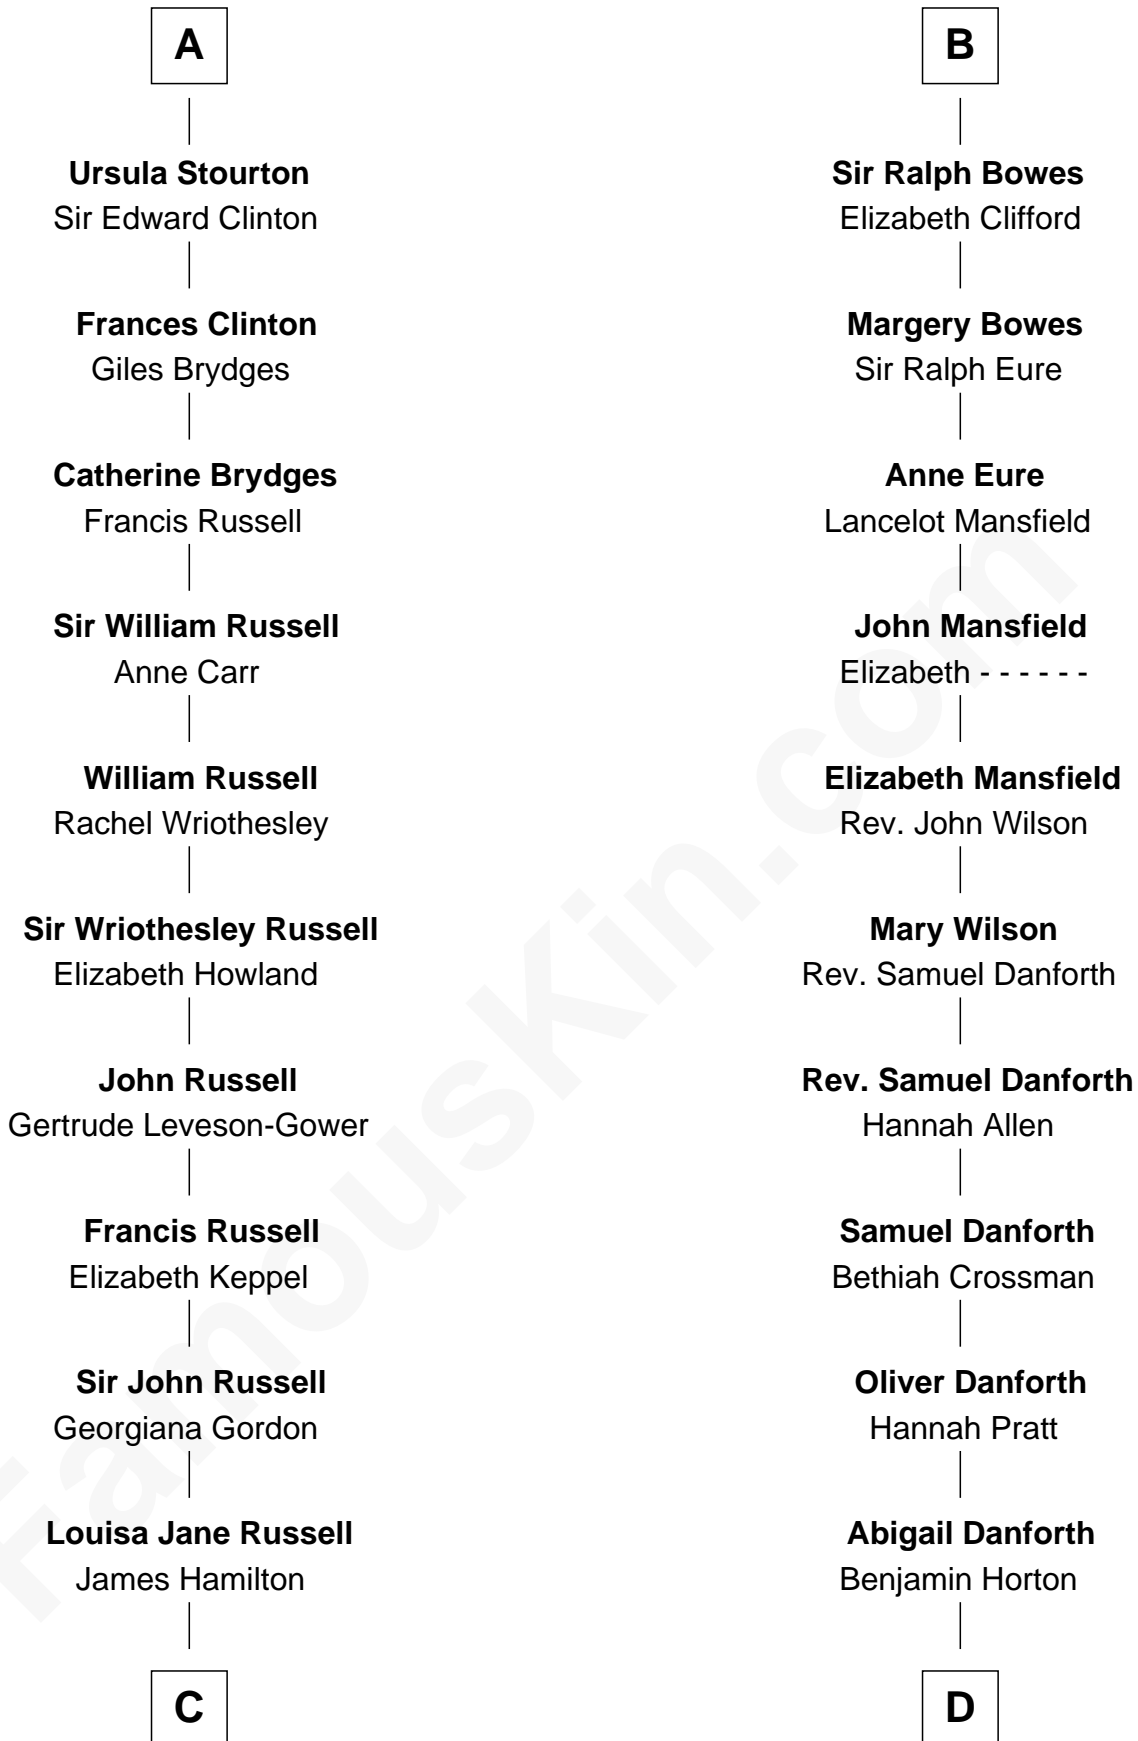 A
Ursula Stourton
Sir Edward Clinton
Frances Clinton
Giles Brydges
Catherine Brydges
Francis Russell
Sir William Russell
Anne Carr
William Russell
Rachel Wriothesley
Sir Wriothesley Russell
Elizabeth Howland
John Russell
Gertrude Leveson-Gower
Francis Russell
Elizabeth Keppel
Sir John Russell
Georgiana Gordon
Louisa Jane Russell
James Hamilton
C
B
Sir Ralph Bowes
Elizabeth Clifford
Margery Bowes
Sir Ralph Eure
Anne Eure
Lancelot Mansfield
John Mansfield
Elizabeth - - - - - -
Elizabeth Mansfield
Rev. John Wilson
Mary Wilson
Rev. Samuel Danforth
Rev. Samuel Danforth
Hannah Allen
Samuel Danforth
Bethiah Crossman
Oliver Danforth
Hannah Pratt
Abigail Danforth
Benjamin Horton
D
FamousKin.com